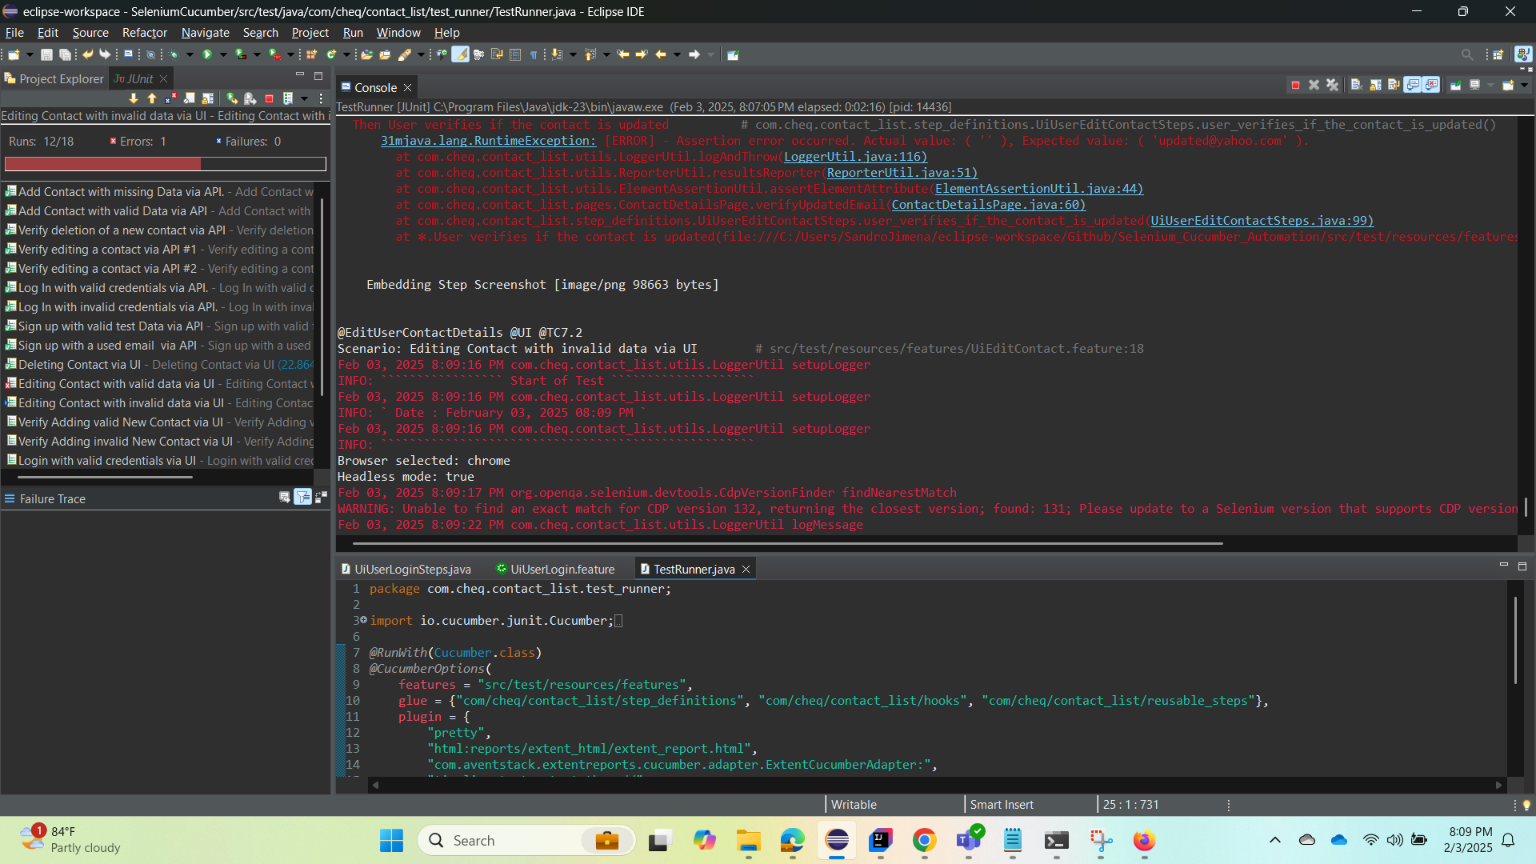 eclipse-workspace - SeleniumCucumber/src/test/java/com/cheq/contact_list/test_runner/TestRunner.java - Eclipse IDE
File Edit Source Refactor Navigate Search Project Run Window Help
Project Explorer JUnit
Editing Contact with invalid data via UI - Editing Contact with i
Runs: 12/18 Errors: 1 Failures: 0
Add Contact with missing Data via API. - Add Contact w
Add Contact with valid Data via API - Add Contact with
Verify deletion of a new contact via API - Verify deletion
Verify editing a contact via API #1 - Verify editing a cont
Verify editing a contact via API #2 - Verify editing a cont
Log In with valid credentials via API. - Log In with valid c
Log In with invalid credentials via API. - Log In with inva
Sign up with valid test Data via API - Sign up with valid
Sign up with a used email  via API - Sign up with a used
Deleting Contact via UI - Deleting Contact via UI (22.864
Editing Contact with valid data via UI - Editing Contact v
Editing Contact with invalid data via UI - Editing Contac
Verify Adding valid New Contact via UI - Verify Adding v
Verify Adding invalid New Contact via UI - Verify Adding
Login with valid credentials via UI - Login with valid cred
Failure Trace
Console
TestRunner [JUnit] C:\Program Files\Java\jdk-23\bin\javaw.exe (Feb 3, 2025, 8:07:05 PM elapsed: 0:02:16) [pid: 14436]
Then User verifies if the contact is updated # com.cheq.contact_list.step_definitions.UiUserEditContactSteps.user_verifies_if_the_contact_is_updated()
31mjava.lang.RuntimeException: [ERROR] - Assertion error occurred. Actual value: ( '' ), Expected value: ( 'updated@yahoo.com' ).
at com.cheq.contact_list.utils.LoggerUtil.logAndThrow(LoggerUtil.java:116)
at com.cheq.contact_list.utils.ReporterUtil.resultsReporter(ReporterUtil.java:51)
at com.cheq.contact_list.utils.ElementAssertionUtil.assertElementAttribute(ElementAssertionUtil.java:44)
at com.cheq.contact_list.pages.ContactDetailsPage.verifyUpdatedEmail(ContactDetailsPage.java:60)
at com.cheq.contact_list.step_definitions.UiUserEditContactSteps.user_verifies_if_the_contact_is_updated(UiUserEditContactSteps.java:99)
at ✽.User verifies if the contact is updated(file:///C:/Users/SandroJimena/eclipse-workspace/Github/Selenium_Cucumber_Automation/src/test/resources/features
Embedding Step Screenshot [image/png 98663 bytes]
@EditUserContactDetails @UI @TC7.2
Scenario: Editing Contact with invalid data via UI # src/test/resources/features/UiEditContact.feature:18
Feb 03, 2025 8:09:16 PM com.cheq.contact_list.utils.LoggerUtil setupLogger
INFO: ````````````````` Start of Test ````````````````````
Feb 03, 2025 8:09:16 PM com.cheq.contact_list.utils.LoggerUtil setupLogger
INFO: ` Date : February 03, 2025 08:09 PM `
Feb 03, 2025 8:09:16 PM com.cheq.contact_list.utils.LoggerUtil setupLogger
INFO: ````````````````````````````````````````````````````
Browser selected: chrome
Headless mode: true
Feb 03, 2025 8:09:17 PM org.openqa.selenium.devtools.CdpVersionFinder findNearestMatch
WARNING: Unable to find an exact match for CDP version 132, returning the closest version; found: 131; Please update to a Selenium version that supports CDP version
Feb 03, 2025 8:09:22 PM com.cheq.contact_list.utils.LoggerUtil logMessage
UiUserLoginSteps.java UiUserLogin.feature TestRunner.java
1 package com.cheq.contact_list.test_runner;
2
3 import io.cucumber.junit.Cucumber;
6
7 @RunWith(Cucumber.class)
8 @CucumberOptions(
9 features = "src/test/resources/features",
10 glue = {"com/cheq/contact_list/step_definitions", "com/cheq/contact_list/hooks", "com/cheq/contact_list/reusable_steps"},
11 plugin = {
12 "pretty",
13 "html:reports/extent_html/extent_report.html",
14 "com.aventstack.extentreports.cucumber.adapter.ExtentCucumberAdapter:",
Writable Smart Insert 25 : 1 : 731
1
84°F
Partly cloudy
Search
8:09 PM
2/3/2025